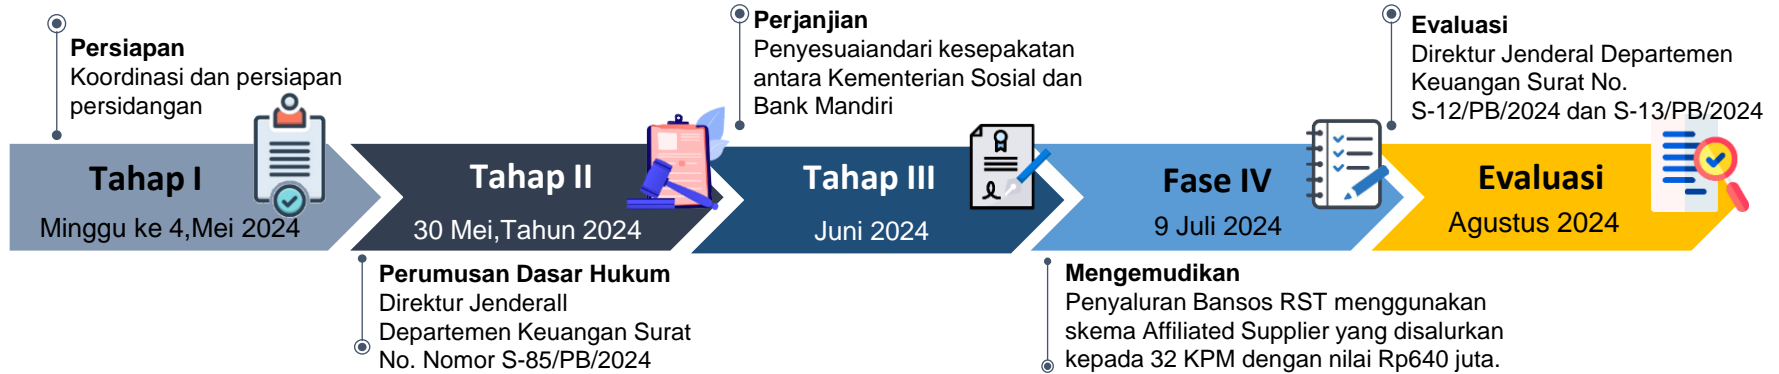 Persiapan
Koordinasi dan persiapan
persidangan
Tahap I
Minggu ke 4,Mei 2024
Tahap II
30 Mei,Tahun 2024
Perumusan Dasar Hukum
Direktur Jenderall
Departemen Keuangan Surat
No. Nomor S-85/PB/2024
Perjanjian
Penyesuaiandari kesepakatan
antara Kementerian Sosial dan
Bank Mandiri
Tahap III
Juni 2024
Fase IV
9 Juli 2024
Mengemudikan
Penyaluran Bansos RST menggunakan
skema Affiliated Supplier yang disalurkan
kepada 32 KPM dengan nilai Rp640 juta.
Evaluasi
Direktur Jenderal Departemen
Keuangan Surat No.
S-12/PB/2024 dan S-13/PB/2024
Evaluasi
Agustus 2024